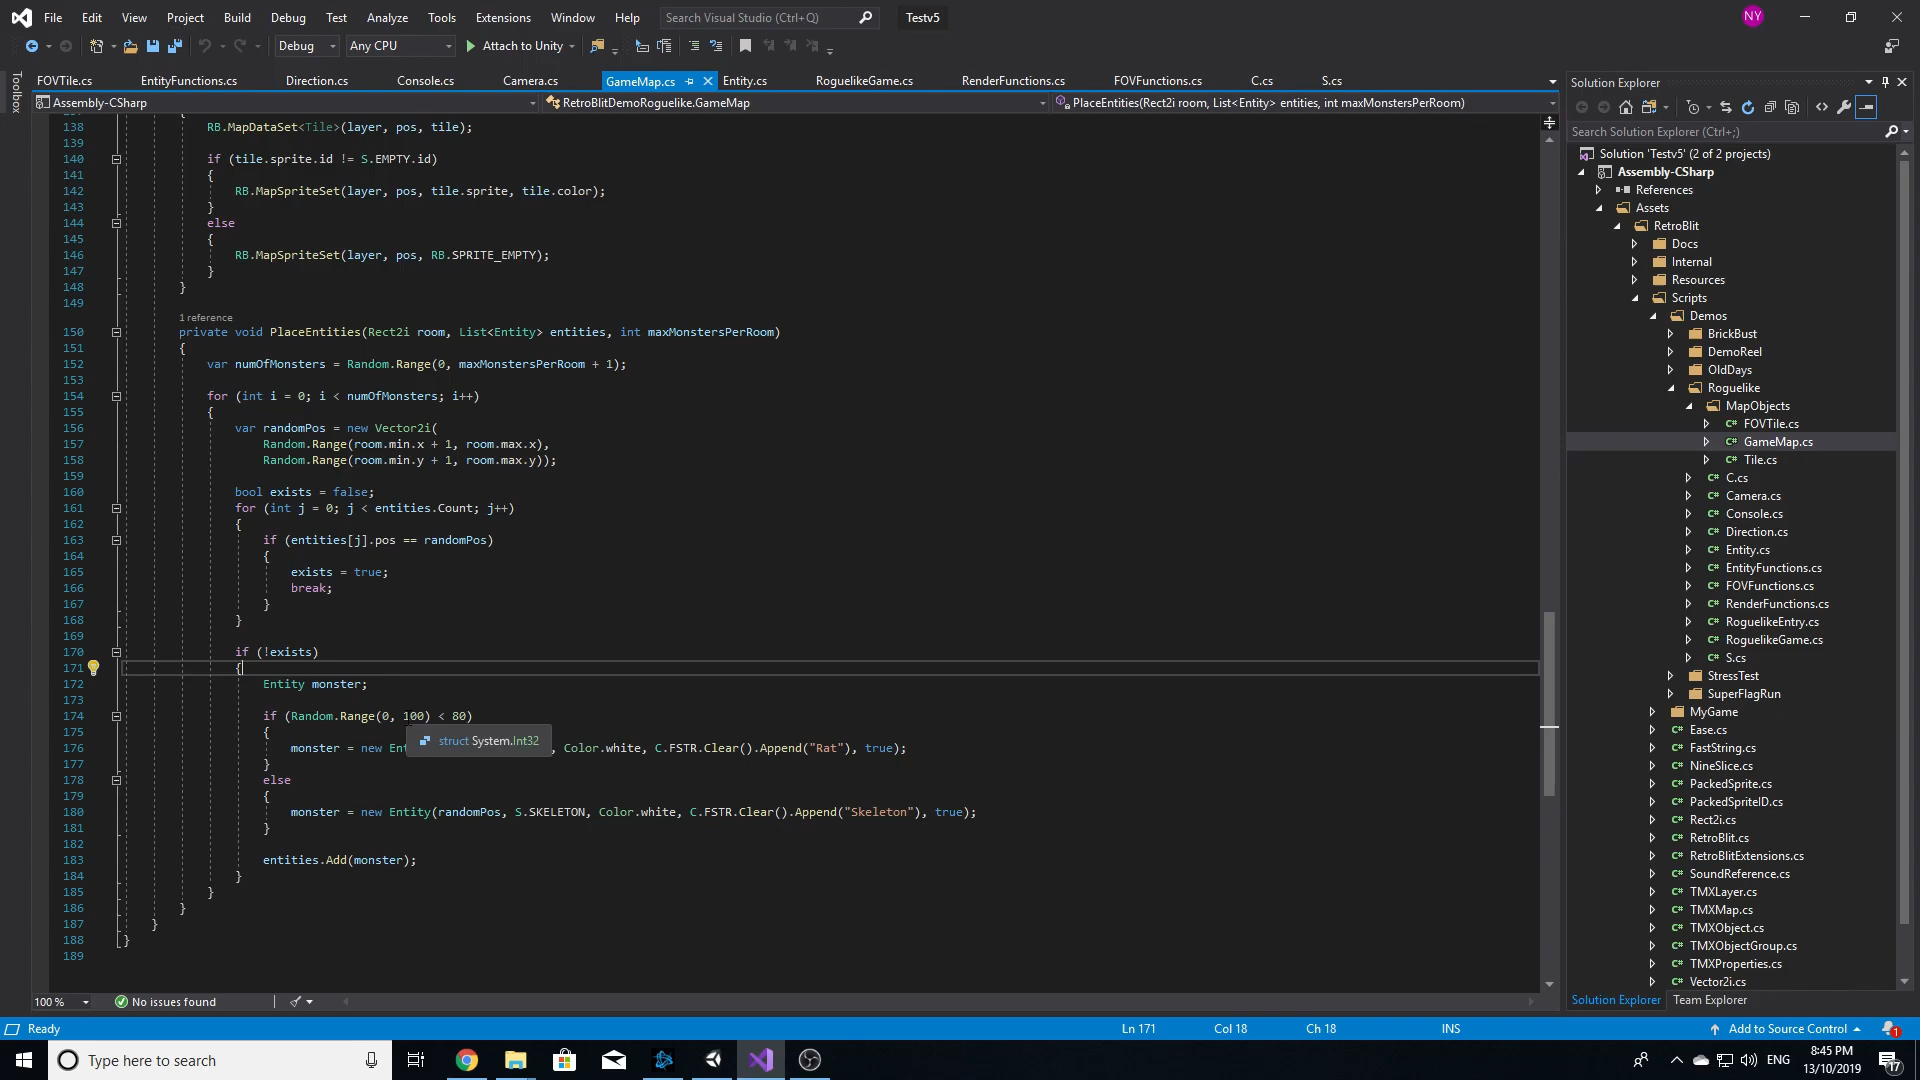 File Edit View Project Build Debug Test Analyze Tools Extensions Window Help Search Visual Studio (Ctrl+Q) Testv5 NY
Debug Any CPU Attach to Unity
FOVTile.cs EntityFunctions.cs Direction.cs Console.cs Camera.cs GameMap.cs Entity.cs RoguelikeGame.cs RenderFunctions.cs FOVFunctions.cs C.cs S.cs
Toolbox
Assembly-CSharp RetroBlitDemoRoguelike.GameMap PlaceEntities(Rect2i room, List<Entity> entities, int maxMonstersPerRoom)
138 RB.MapDataSet<Tile>(layer, pos, tile);
139
140 if (tile.sprite.id != S.EMPTY.id)
141 {
142 RB.MapSpriteSet(layer, pos, tile.sprite, tile.color);
143 }
144 else
145 {
146 RB.MapSpriteSet(layer, pos, RB.SPRITE_EMPTY);
147 }
148 }
149
1 reference
150 private void PlaceEntities(Rect2i room, List<Entity> entities, int maxMonstersPerRoom)
151 {
152 var numOfMonsters = Random.Range(0, maxMonstersPerRoom + 1);
153
154 for (int i = 0; i < numOfMonsters; i++)
155 {
156 var randomPos = new Vector2i(
157 Random.Range(room.min.x + 1, room.max.x),
158 Random.Range(room.min.y + 1, room.max.y));
159
160 bool exists = false;
161 for (int j = 0; j < entities.Count; j++)
162 {
163 if (entities[j].pos == randomPos)
164 {
165 exists = true;
166 break;
167 }
168 }
169
170 if (!exists)
171 {
172 Entity monster;
173
174 if (Random.Range(0, 100) < 80)
175 {
struct System.Int32
176 monster = new Ent , Color.white, C.FSTR.Clear().Append("Rat"), true);
177 }
178 else
179 {
180 monster = new Entity(randomPos, S.SKELETON, Color.white, C.FSTR.Clear().Append("Skeleton"), true);
181 }
182
183 entities.Add(monster);
184 }
185 }
186 }
187 }
188 }
189
100 % No issues found
Solution Explorer
Search Solution Explorer (Ctrl+;)
Solution 'Testv5' (2 of 2 projects)
Assembly-CSharp
References
Assets
RetroBlit
Docs
Internal
Resources
Scripts
Demos
BrickBust
DemoReel
OldDays
Roguelike
MapObjects
C# FOVTile.cs
C# GameMap.cs
C# Tile.cs
C# C.cs
C# Camera.cs
C# Console.cs
C# Direction.cs
C# Entity.cs
C# EntityFunctions.cs
C# FOVFunctions.cs
C# RenderFunctions.cs
C# RoguelikeEntry.cs
C# RoguelikeGame.cs
C# S.cs
StressTest
SuperFlagRun
MyGame
C# Ease.cs
C# FastString.cs
C# NineSlice.cs
C# PackedSprite.cs
C# PackedSpriteID.cs
C# Rect2i.cs
C# RetroBlit.cs
C# RetroBlitExtensions.cs
C# SoundReference.cs
C# TMXLayer.cs
C# TMXMap.cs
C# TMXObject.cs
C# TMXObjectGroup.cs
C# TMXProperties.cs
C# Vector2i.cs
Solution Explorer Team Explorer
Ready Ln 171 Col 18 Ch 18 INS Add to Source Control 1
Type here to search ENG 8:45 PM
13/10/2019 17